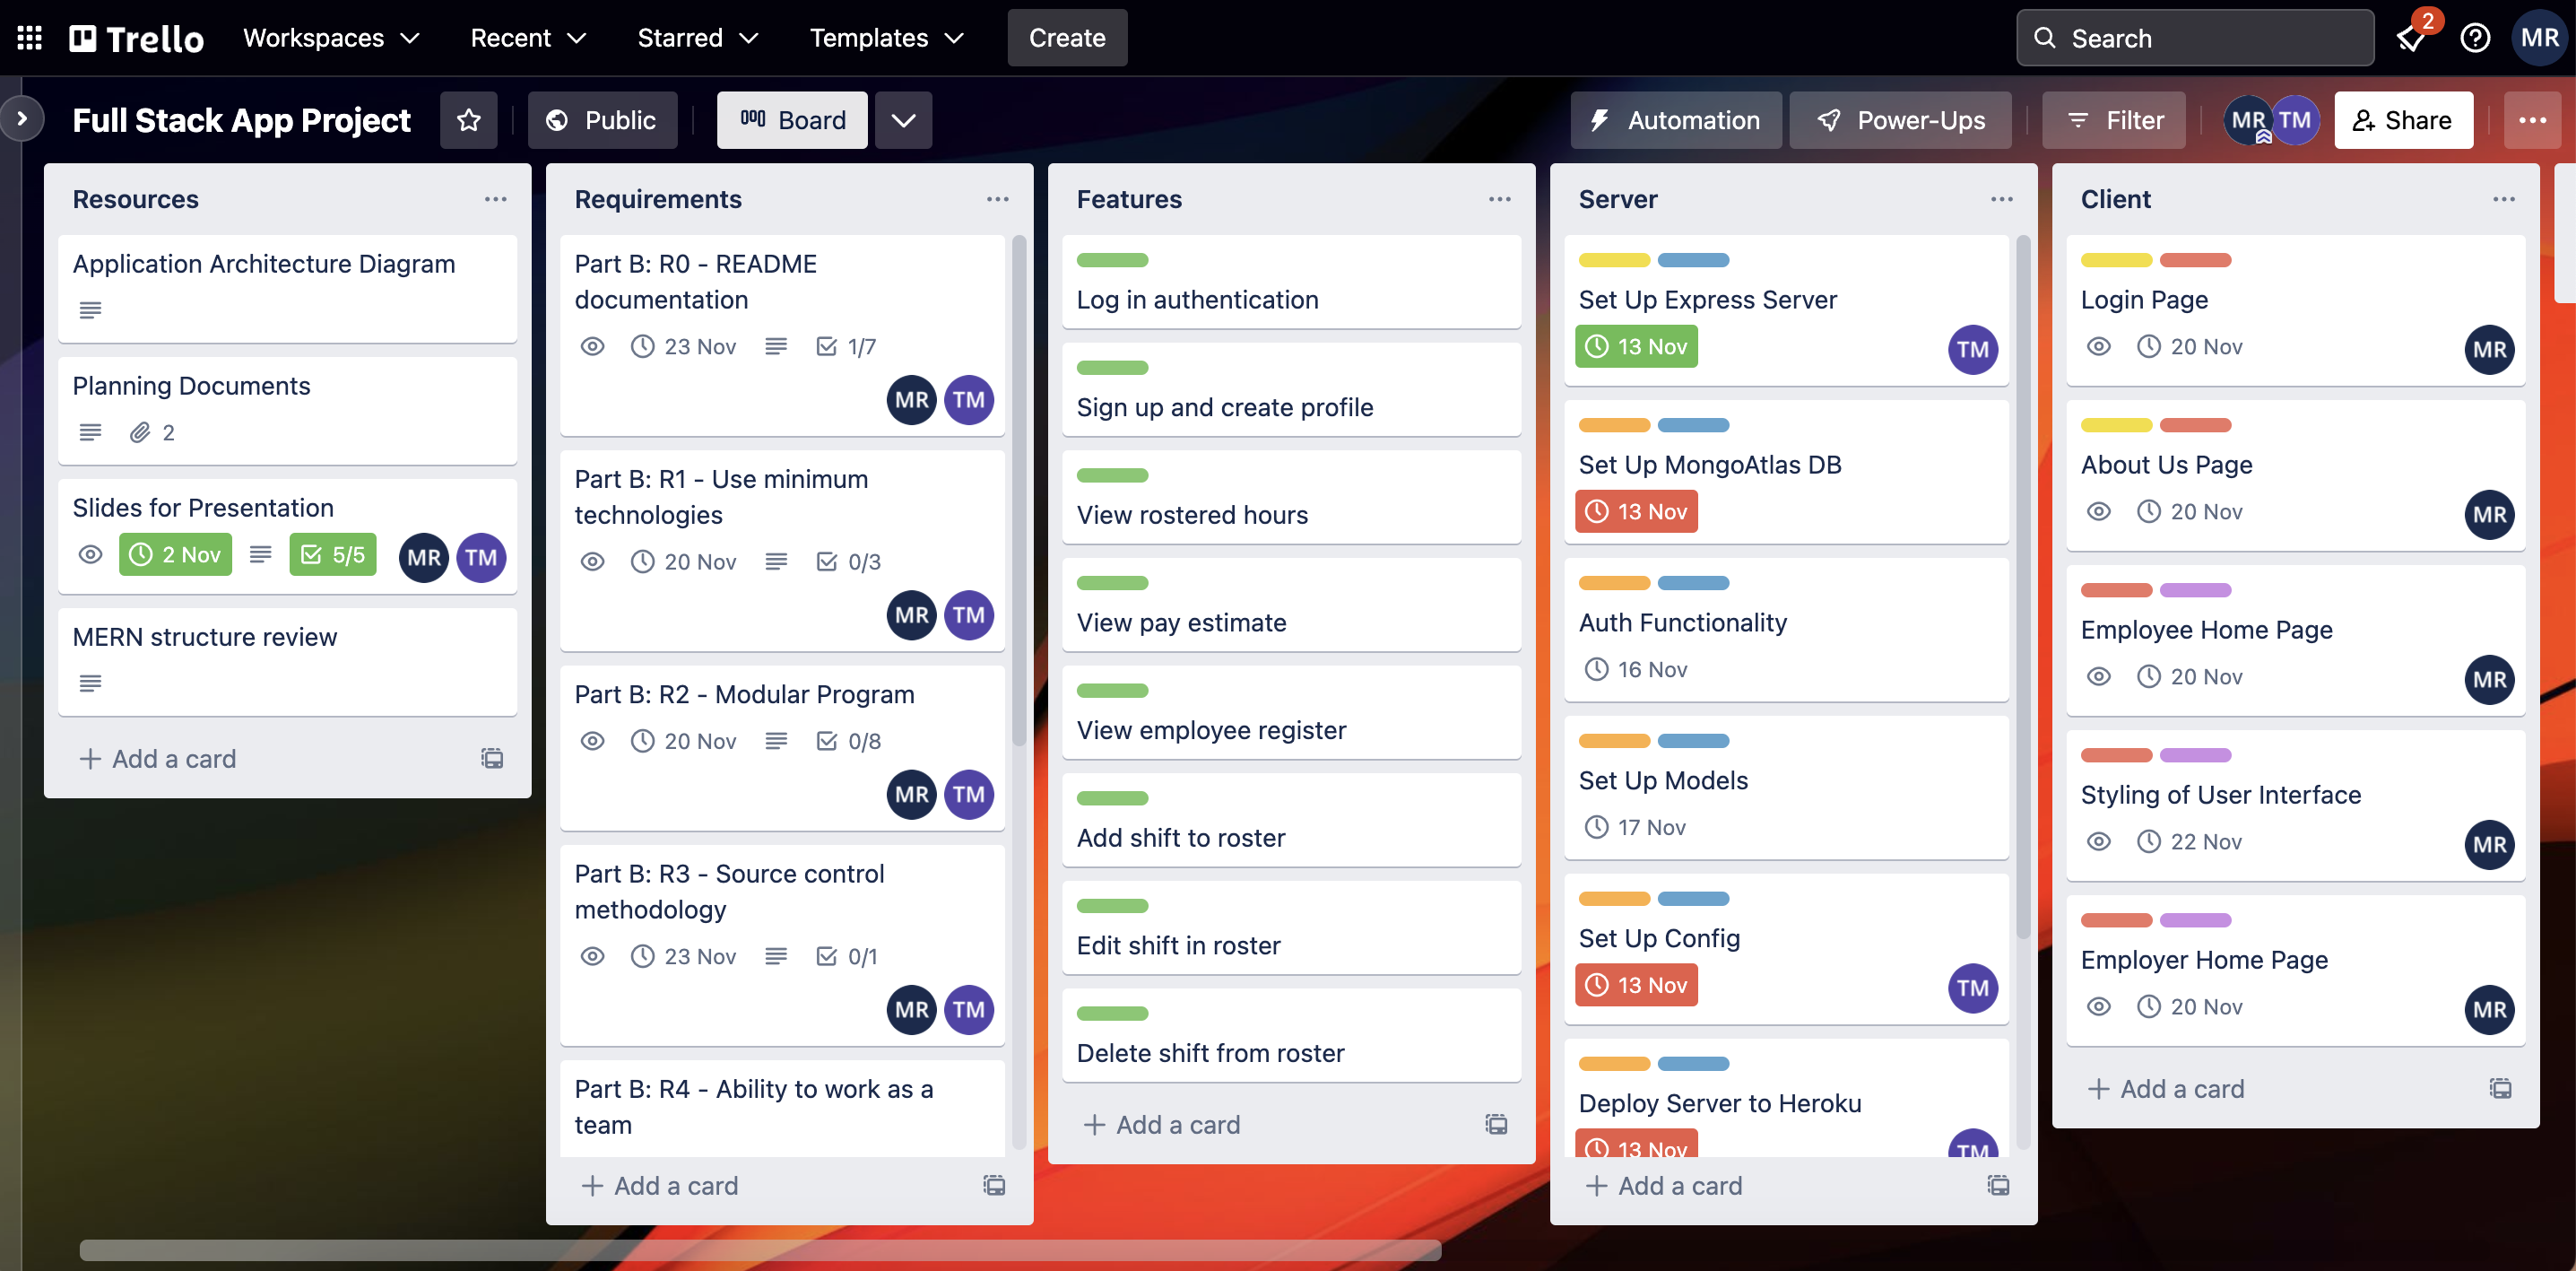 Trello
Workspaces
Recent
Starred
Templates
Create
Search
2
MR
Full Stack App Project
Public
Board
Automation
Power-Ups
Filter
MR
TM
Share
Resources
Application Architecture Diagram
Planning Documents
2
Slides for Presentation
2 Nov
5/5
MR
TM
MERN structure review
Add a card
Requirements
Part B: R0 - README
documentation
23 Nov
1/7
MR
TM
Part B: R1 - Use minimum
technologies
20 Nov
0/3
MR
TM
Part B: R2 - Modular Program
20 Nov
0/8
MR
TM
Part B: R3 - Source control
methodology
23 Nov
0/1
MR
TM
Part B: R4 - Ability to work as a
team
Add a card
Features
Log in authentication
Sign up and create profile
View rostered hours
View pay estimate
View employee register
Add shift to roster
Edit shift in roster
Delete shift from roster
Add a card
Server
Set Up Express Server
13 Nov
TM
Set Up MongoAtlas DB
13 Nov
Auth Functionality
16 Nov
Set Up Models
17 Nov
Set Up Config
13 Nov
TM
Deploy Server to Heroku
13 Nov
TM
Add a card
Client
Login Page
20 Nov
MR
About Us Page
20 Nov
MR
Employee Home Page
20 Nov
MR
Styling of User Interface
22 Nov
MR
Employer Home Page
20 Nov
MR
Add a card